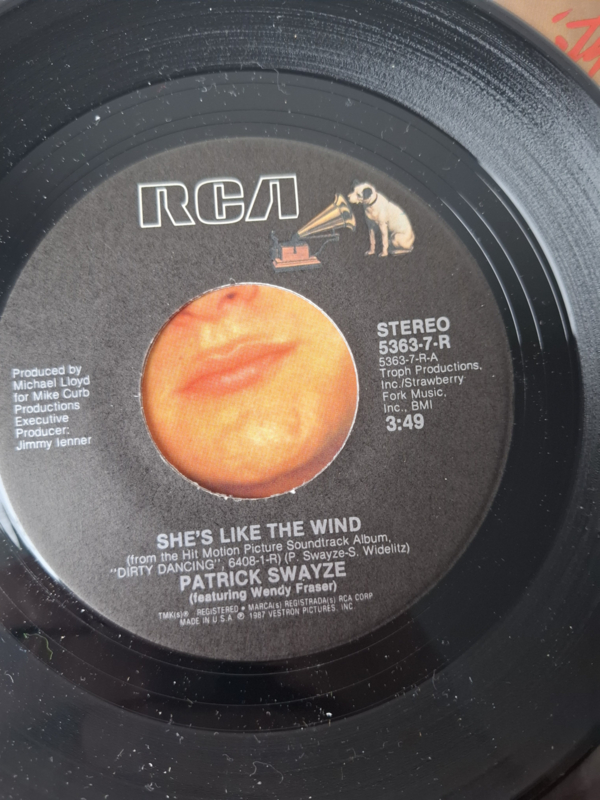 RCA
STEREO
5363-7-R
5363-7-R-A
Troph Productions,
Inc./Strawberry
Fork Music,
Inc., BMI
3:49
Produced by
Michael Lloyd
for Mike Curb
Productions
Executive
Producer:
Jimmy Ienner
SHE'S LIKE THE WIND
(from the Hit Motion Picture Soundtrack Album,
"DIRTY DANCING", 6408-1-R) (P. Swayze-S. Widelitz)
PATRICK SWAYZE
(featuring Wendy Fraser)
TMK(s)® REGISTERED • MARCA(s) REGISTRADA(s) RCA CORP
MADE IN U.S.A. ℗ 1987 VESTRON PICTURES, INC